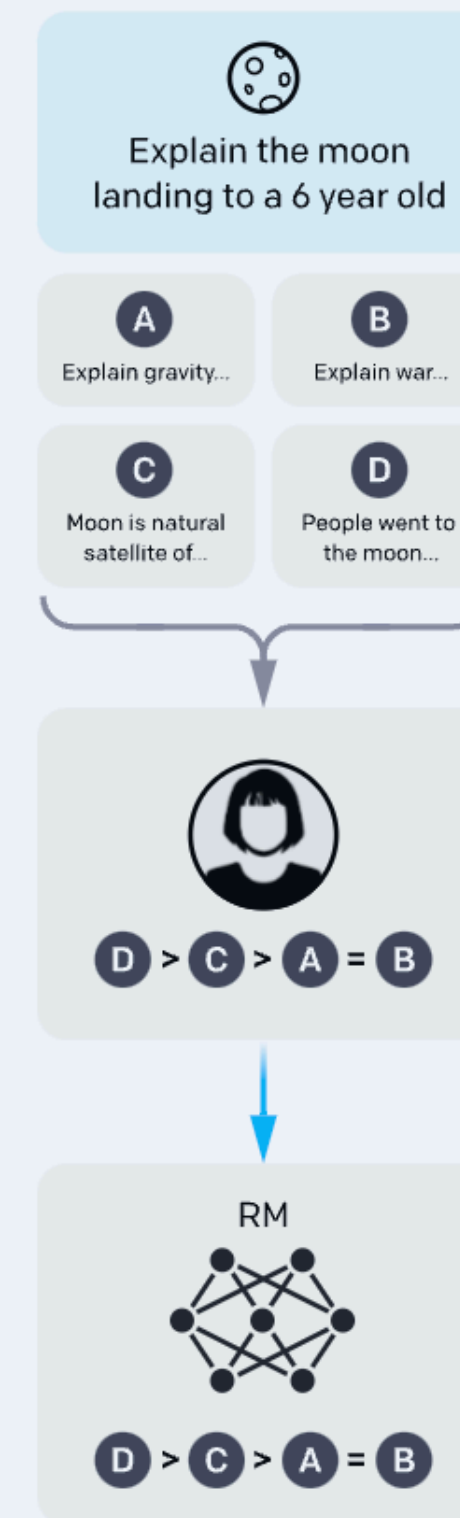 Explain the moon
landing to a 6 year old
A
B
Explain gravity...
Explain war...
C
D
Moon is natural
satellite of...
People went to
the moon...
D > C > A = B
RM
D > C > A = B